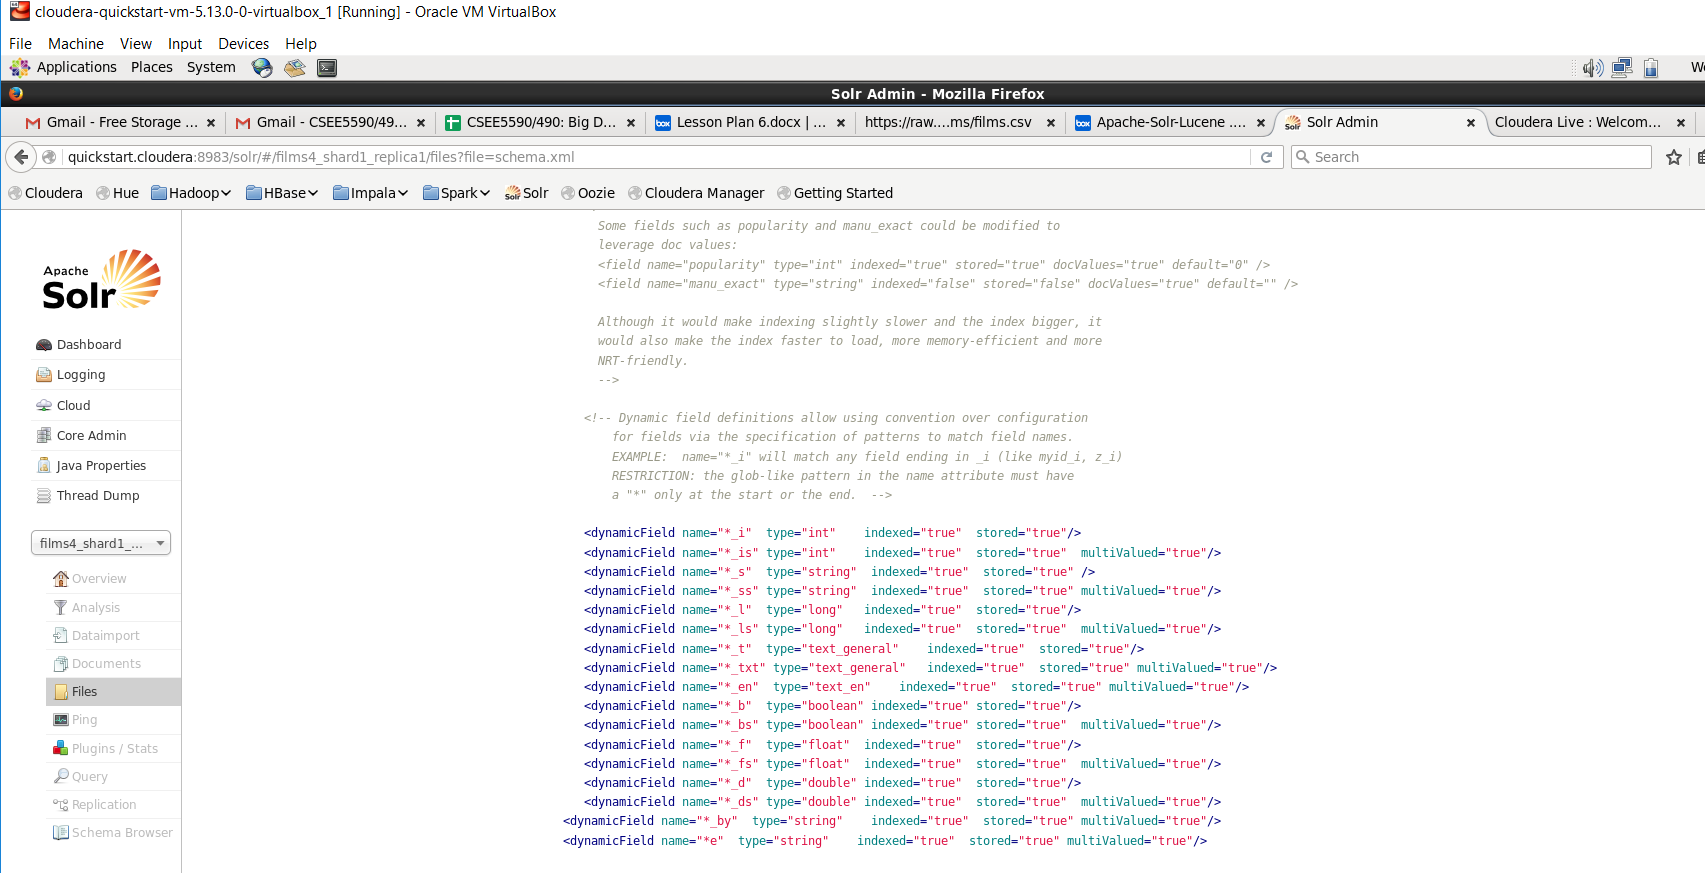 cloudera-quickstart-vm-5.13.0-0-virtualbox_1 [Running] - Oracle VM VirtualBox
File Machine View Input Devices Help
Applications Places System
Solr Admin - Mozilla Firefox
Gmail - Free Storage ... × Gmail - CSEE5590/49... × CSEE5590/490: Big D... × box Lesson Plan 6.docx | ... × https://raw....ms/films.csv × box Apache-Solr-Lucene .... × Solr Admin × Cloudera Live : Welcom... ×
quickstart.cloudera:8983/solr/#/films4_shard1_replica1/files?file=schema.xml
Search
Cloudera Hue Hadoop HBase Impala Spark Solr Oozie Cloudera Manager Getting Started
Apache
Solr
Dashboard
Logging
Cloud
Core Admin
Java Properties
Thread Dump
films4_shard1_...
Overview
Analysis
Dataimport
Documents
Files
Ping
Plugins / Stats
Query
Replication
Schema Browser
Some fields such as popularity and manu_exact could be modified to
leverage doc values:
<field name="popularity" type="int" indexed="true" stored="true" docValues="true" default="0" />
<field name="manu_exact" type="string" indexed="false" stored="false" docValues="true" default="" />
Although it would make indexing slightly slower and the index bigger, it
would also make the index faster to load, more memory-efficient and more
NRT-friendly.
-->
<!-- Dynamic field definitions allow using convention over configuration
for fields via the specification of patterns to match field names.
EXAMPLE:  name="*_i" will match any field ending in _i (like myid_i, z_i)
RESTRICTION: the glob-like pattern in the name attribute must have
a "*" only at the start or the end.  -->
<dynamicField name="*_i"  type="int"    indexed="true"  stored="true"/>
<dynamicField name="*_is" type="int"    indexed="true"  stored="true"  multiValued="true"/>
<dynamicField name="*_s"  type="string"  indexed="true"  stored="true" />
<dynamicField name="*_ss" type="string"  indexed="true"  stored="true" multiValued="true"/>
<dynamicField name="*_l"  type="long"   indexed="true"  stored="true"/>
<dynamicField name="*_ls" type="long"   indexed="true"  stored="true"  multiValued="true"/>
<dynamicField name="*_t"  type="text_general"    indexed="true"  stored="true"/>
<dynamicField name="*_txt" type="text_general"   indexed="true"  stored="true" multiValued="true"/>
<dynamicField name="*_en"  type="text_en"    indexed="true"  stored="true" multiValued="true"/>
<dynamicField name="*_b"  type="boolean" indexed="true"  stored="true"/>
<dynamicField name="*_bs" type="boolean" indexed="true"  stored="true"  multiValued="true"/>
<dynamicField name="*_f"  type="float"  indexed="true"  stored="true"/>
<dynamicField name="*_fs" type="float"  indexed="true"  stored="true"  multiValued="true"/>
<dynamicField name="*_d"  type="double" indexed="true"  stored="true"/>
<dynamicField name="*_ds" type="double" indexed="true"  stored="true"  multiValued="true"/>
<dynamicField name="*_by"  type="string"    indexed="true"  stored="true" multiValued="true"/>
<dynamicField name="*e"  type="string"    indexed="true"  stored="true" multiValued="true"/>